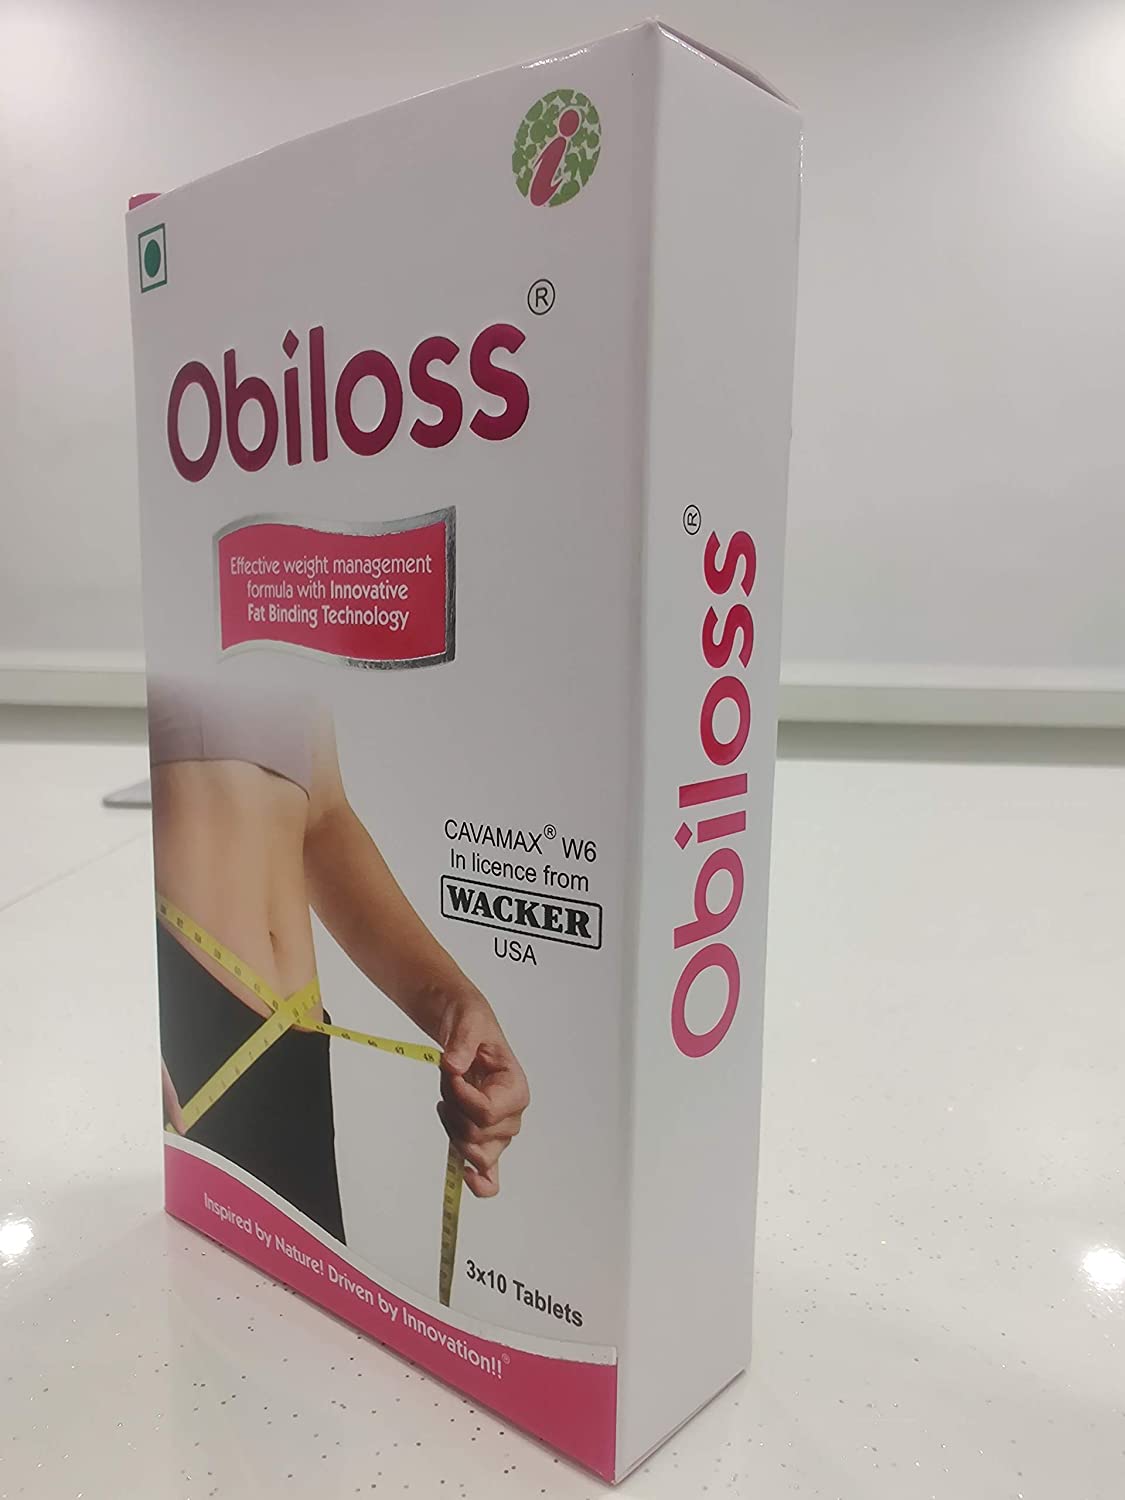 i
Obiloss®
Effective weight management
formula with Innovative
Fat Binding Technology
CAVAMAX® W6
In licence from
WACKER
USA
3x10 Tablets
Inspired by Nature! Driven by Innovation!!®
Obiloss®